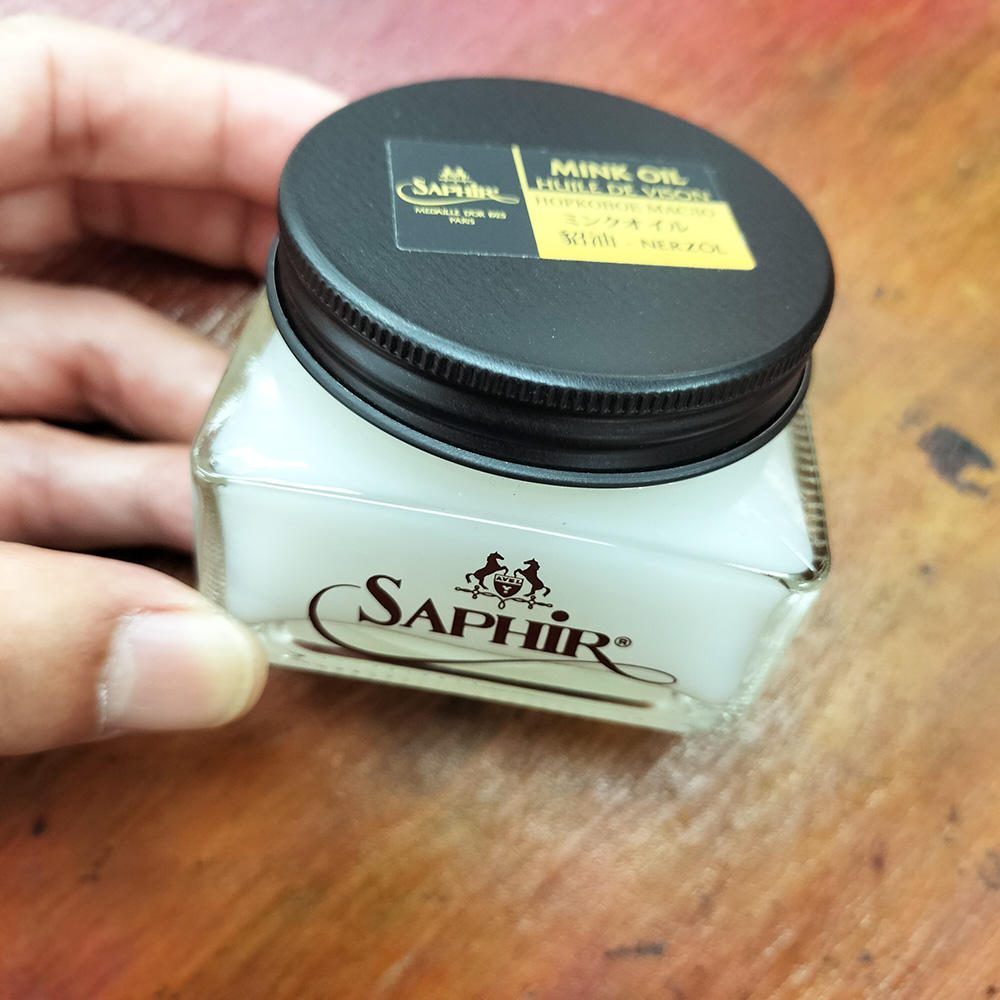 SAPHIR
MEDAILLE D'OR 1925
PARIS
MINK OIL
HUILE DE VISON
НОРКОВОЕ МАСЛО
ミンクオイル
貂油 - NERZÖL
AVEL
SAPHIR®